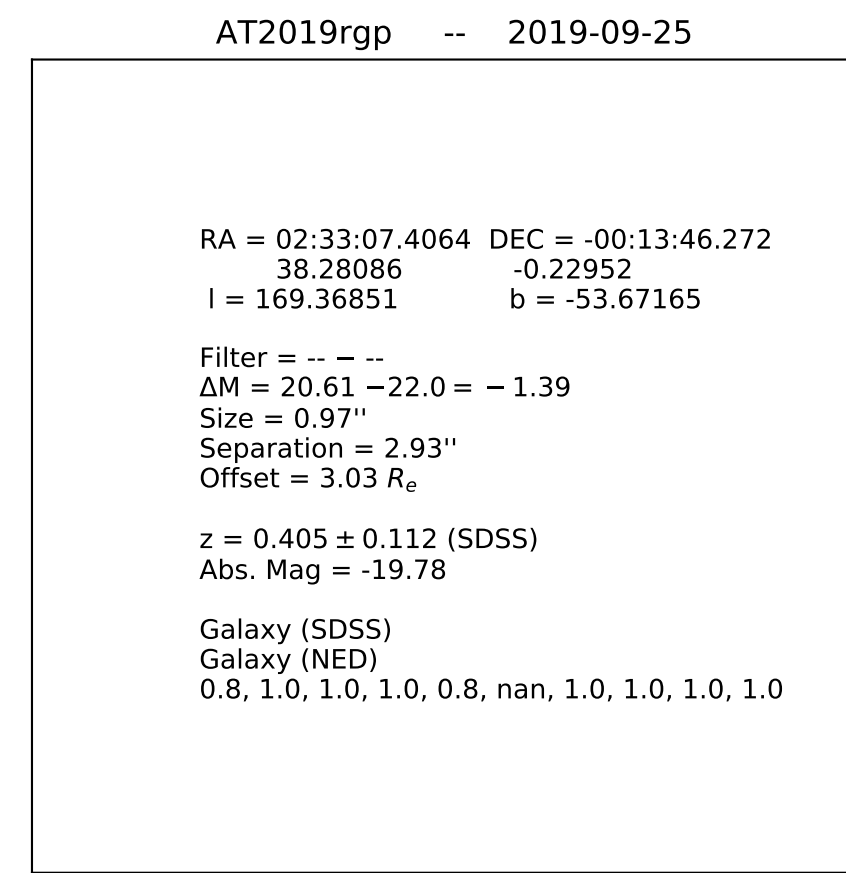 AT2019rgp -- 2019-09-25
RA = 02:33:07.4064 DEC = -00:13:46.272
38.28086 -0.22952
l = 169.36851 b = -53.67165
Filter = -- − --
ΔM = 20.61 −22.0 = − 1.39
Size = 0.97''
Separation = 2.93''
Offset = 3.03 Rₑ
z = 0.405 ± 0.112 (SDSS)
Abs. Mag = -19.78
Galaxy (SDSS)
Galaxy (NED)
0.8, 1.0, 1.0, 1.0, 0.8, nan, 1.0, 1.0, 1.0, 1.0